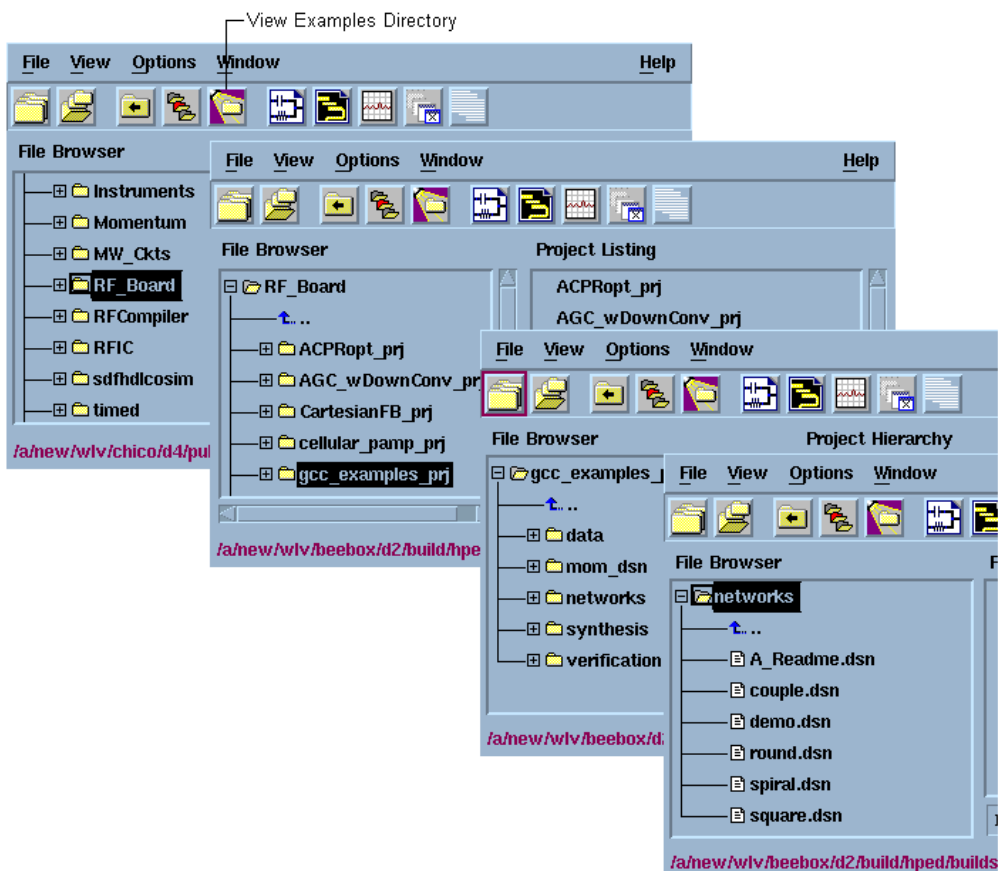 View Examples Directory
File View Options Window Help
File Browser
Instruments
Momentum
MW_Ckts
RF_Board
RFCompiler
RFIC
sdfhdlcosim
timed
/a/new/wlv/chico/d4/pul
File View Options Window Help
File Browser Project Listing
RF_Board
..
ACPRopt_prj
AGC_wDownConv_pr
CartesianFB_prj
cellular_pamp_prj
gcc_examples_prj
ACPRopt_prj
AGC_wDownConv_prj
/a/new/wlv/beebox/d2/build/hpe
File View Options Window
File Browser Project Hierarchy
gcc_examples_p
..
data
mom_dsn
networks
synthesis
verification
/a/new/wlv/beebox/d2
File View Options Window
File Browser
networks
..
A_Readme.dsn
couple.dsn
demo.dsn
round.dsn
spiral.dsn
square.dsn
/a/new/wlv/beebox/d2/build/hped/builds